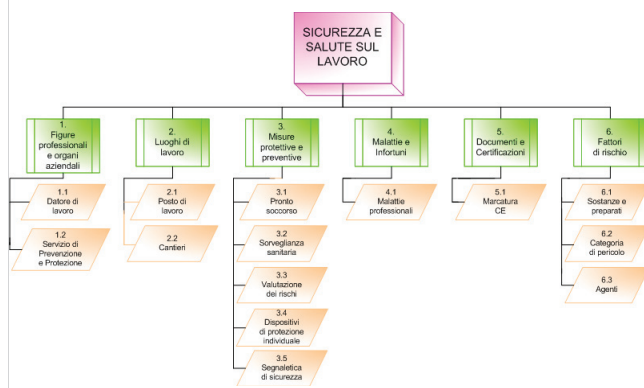 SICUREZZA E
SALUTE SUL
LAVORO
1.
Figure
professionali
e organi
aziendali
2.
Luoghi di
lavoro
3.
Misure
protettive e
preventive
4.
Malattie e
Infortuni
5.
Documenti e
Certificazioni
6.
Fattori
di rischio
1.1
Datore di
lavoro
1.2
Servizio di
Prevenzione
e Protezione
2.1
Posto di
lavoro
2.2
Cantieri
3.1
Pronto
soccorso
3.2
Sorveglianza
sanitaria
3.3
Valutazione
dei rischi
3.4
Dispositivi
di protezione
individuale
3.5
Segnaletica
di sicurezza
4.1
Malattie
professionali
5.1
Marcatura
CE
6.1
Sostanze e
preparati
6.2
Categoria
di pericolo
6.3
Agenti